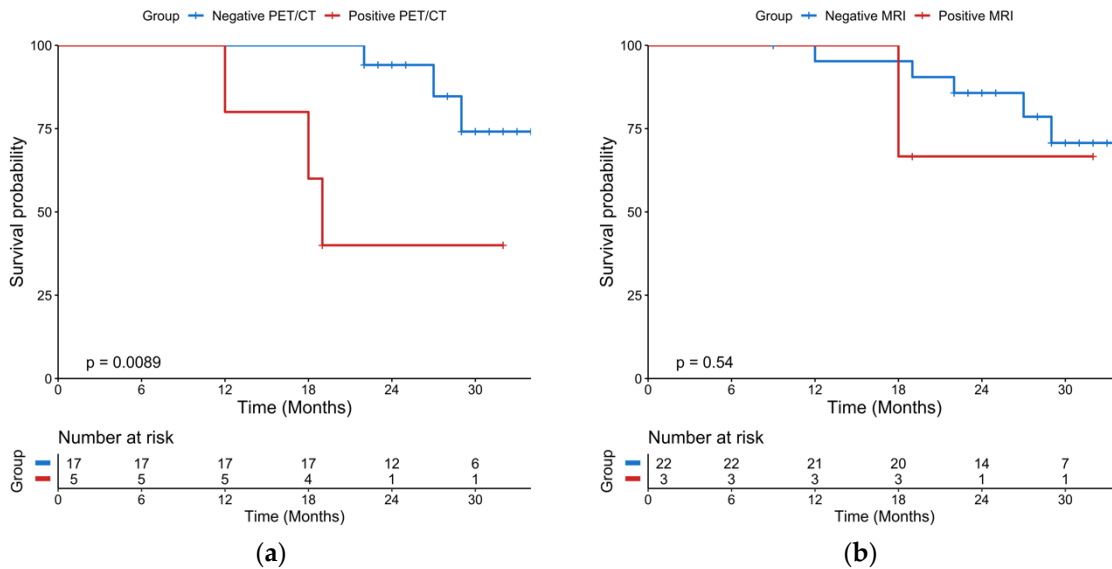 Group Negative PET/CT Positive PET/CT
100
75
50
25
0
Survival probability
p = 0.0089
0 6 12 18 24 30
Time (Months)
Number at risk
Group
17 17 17 17 12 6
5 5 5 4 1 1
0 6 12 18 24 30
Time (Months)
(a)
Group Negative MRI Positive MRI
100
75
50
25
0
Survival probability
p = 0.54
0 6 12 18 24 30
Time (Months)
Number at risk
Group
22 22 21 20 14 7
3 3 3 3 1 1
0 6 12 18 24 30
Time (Months)
(b)